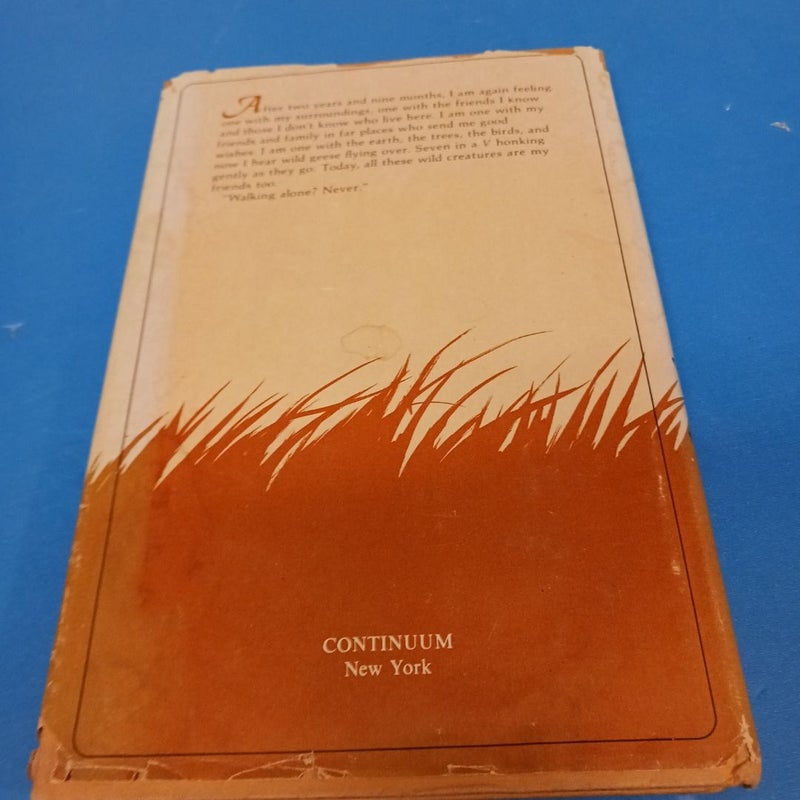 After two years and nine months, I am again feeling
one with my surroundings, one with the friends I know
and those I don't know who live here. I am one with my
friends and family in far places who send me good
wishes. I am one with the earth, the trees, the birds, and
now I hear wild geese flying over. Seven in a V honking
gently as they go. Today, all these wild creatures are my
friends too.
"Walking alone? Never."
CONTINUUM
New York